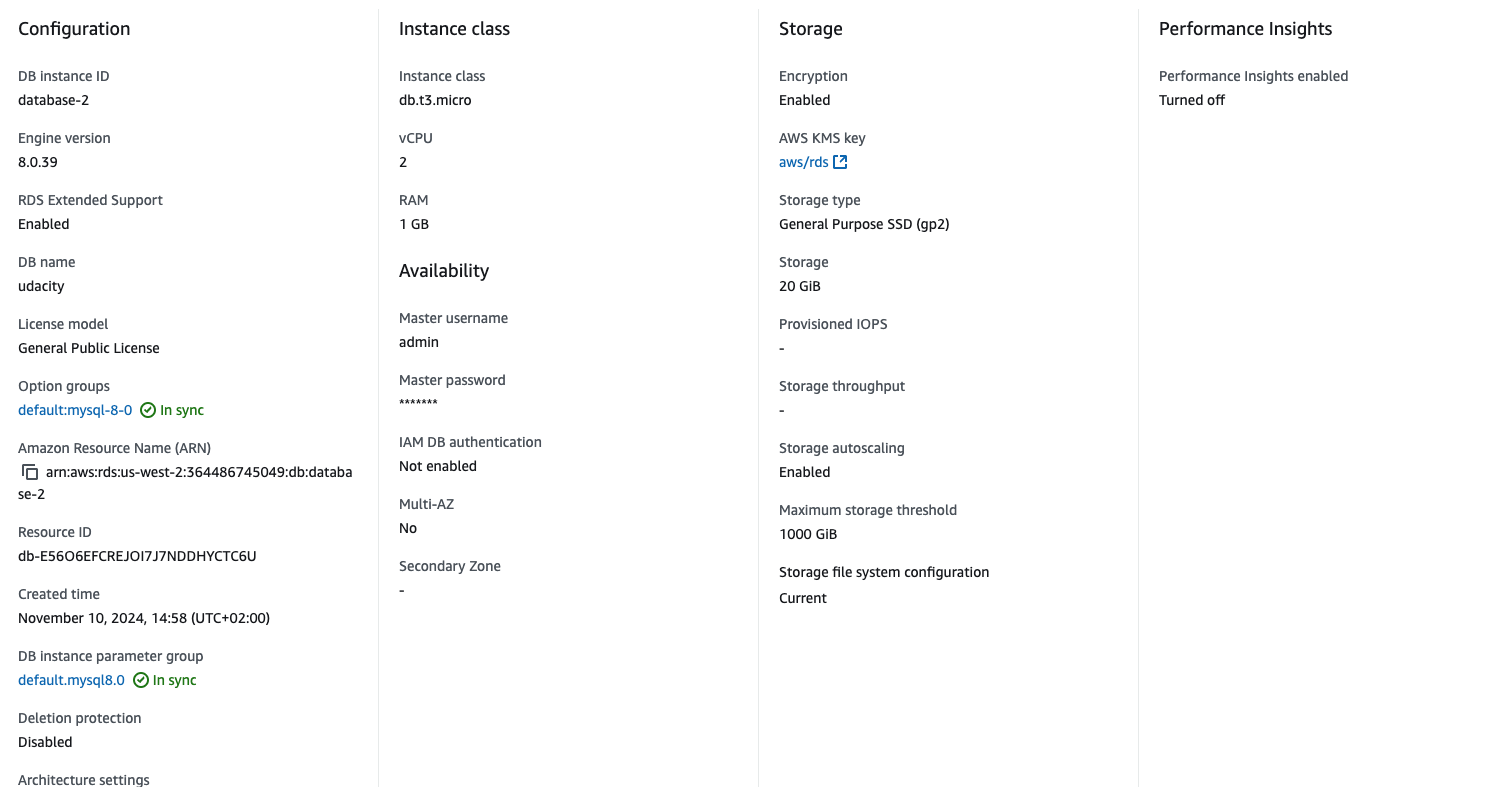 Configuration
DB instance ID
database-2
Engine version
8.0.39
RDS Extended Support
Enabled
DB name
udacity
License model
General Public License
Option groups
default:mysql-8-0 In sync
Amazon Resource Name (ARN)
arn:aws:rds:us-west-2:364486745049:db:databa
se-2
Resource ID
db-E56O6EFCREJOI7J7NDDHYCTC6U
Created time
November 10, 2024, 14:58 (UTC+02:00)
DB instance parameter group
default.mysql8.0 In sync
Deletion protection
Disabled
Architecture settings
Instance class
Instance class
db.t3.micro
vCPU
2
RAM
1 GB
Availability
Master username
admin
Master password
*******
IAM DB authentication
Not enabled
Multi-AZ
No
Secondary Zone
-
Storage
Encryption
Enabled
AWS KMS key
aws/rds
Storage type
General Purpose SSD (gp2)
Storage
20 GiB
Provisioned IOPS
-
Storage throughput
-
Storage autoscaling
Enabled
Maximum storage threshold
1000 GiB
Storage file system configuration
Current
Performance Insights
Performance Insights enabled
Turned off